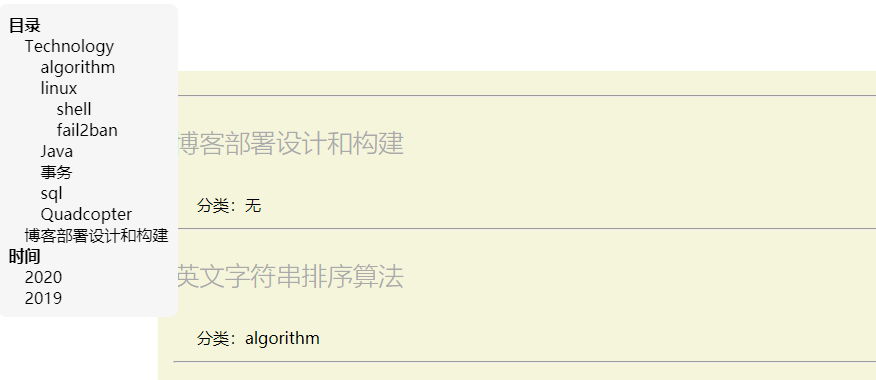 目录
Technology
algorithm
linux
shell
fail2ban
Java
事务
sql
Quadcopter
博客部署设计和构建
时间
2020
2019
博客部署设计和构建
分类：无
英文字符串排序算法
分类：algorithm